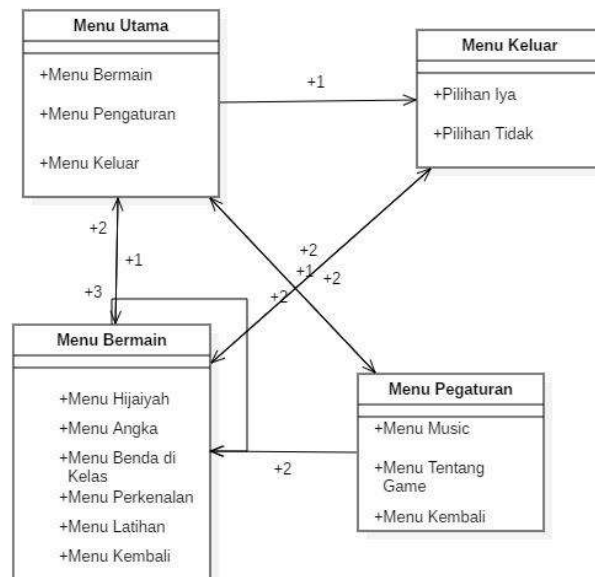 Menu Utama
+Menu Bermain
+Menu Pengaturan
+Menu Keluar
Menu Keluar
+Pilihan Iya
+Pilihan Tidak
+1
+2
+1
+3
+2
+1
+2
+2
Menu Bermain
+Menu Hijaiyah
+Menu Angka
+Menu Benda di
Kelas
+Menu Perkenalan
+Menu Latihan
+Menu Kembali
+2
Menu Pegaturan
+Menu Music
+Menu Tentang
Game
+Menu Kembali